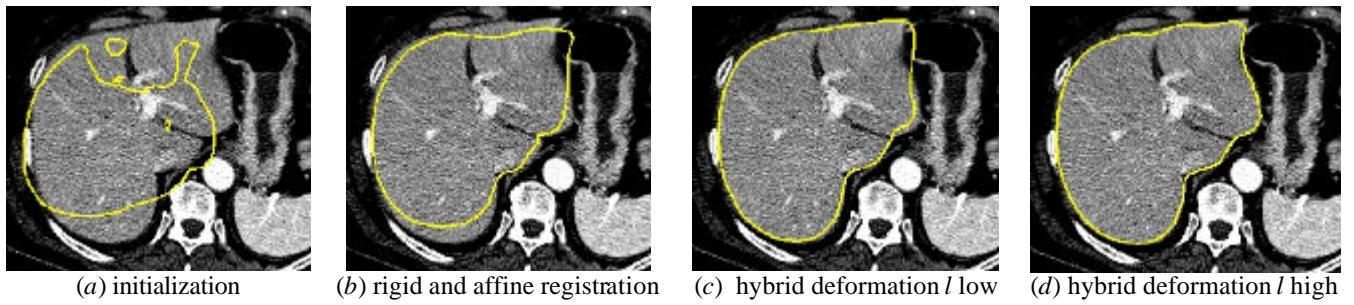 (a) initialization
(b) rigid and affine registration
(c) hybrid deformation l low
(d) hybrid deformation l high